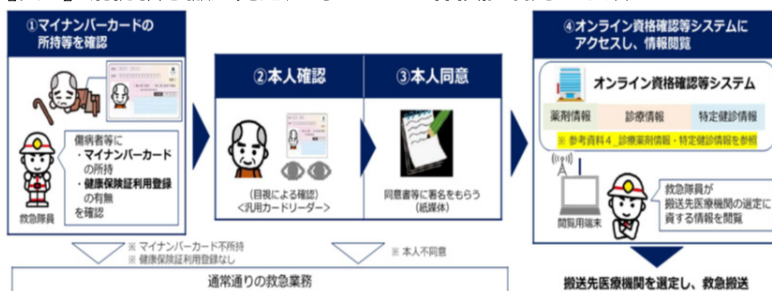 ①マイナンバーカードの
所持等を確認
傷病者等に
・マイナンバーカード
の所持
・健康保険証利用登録
の有無
を確認
救急隊員
②本人確認
(目視による確認)
<汎用カードリーダー>
③本人同意
同意書等に署名をもらう
(紙媒体)
※ マイナンバーカード不所持
※ 健康保険証利用登録なし
※ 本人不同意
通常通りの救急業務
④オンライン資格確認等システムに
アクセスし、情報閲覧
オンライン資格確認等システム
薬剤情報 診療情報 特定健診情報
※ 参考資料4_診療薬剤情報・特定健診情報を参照
閲覧用端末
救急隊員が
搬送先医療機関の選定に
資する情報を閲覧
搬送先医療機関を選定し、救急搬送